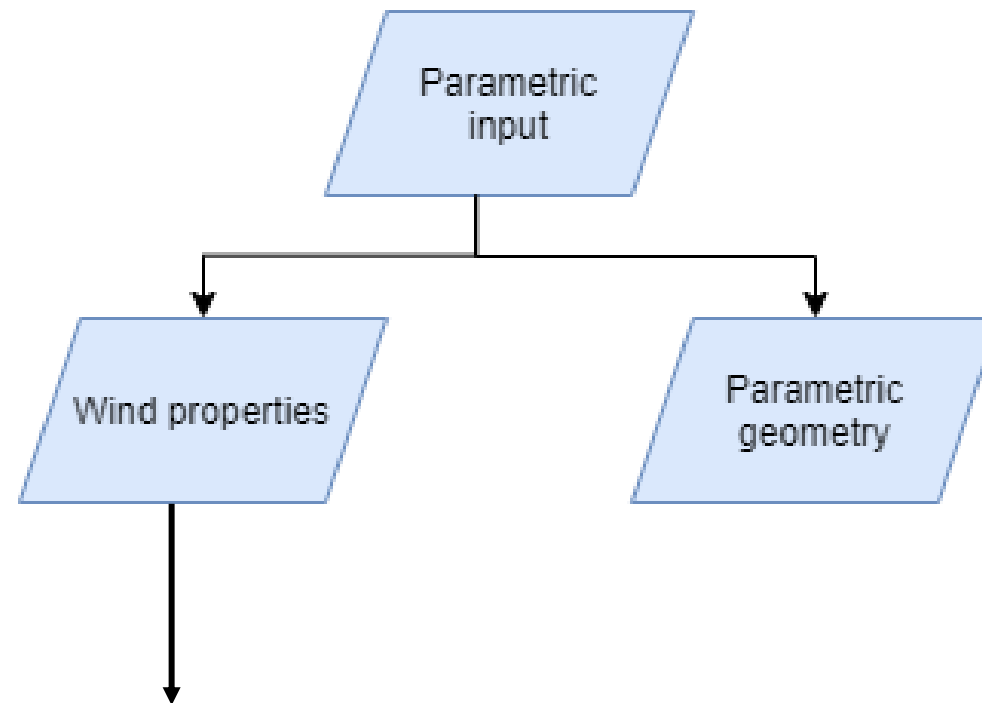 Parametric
input
Wind properties
Parametric
geometry